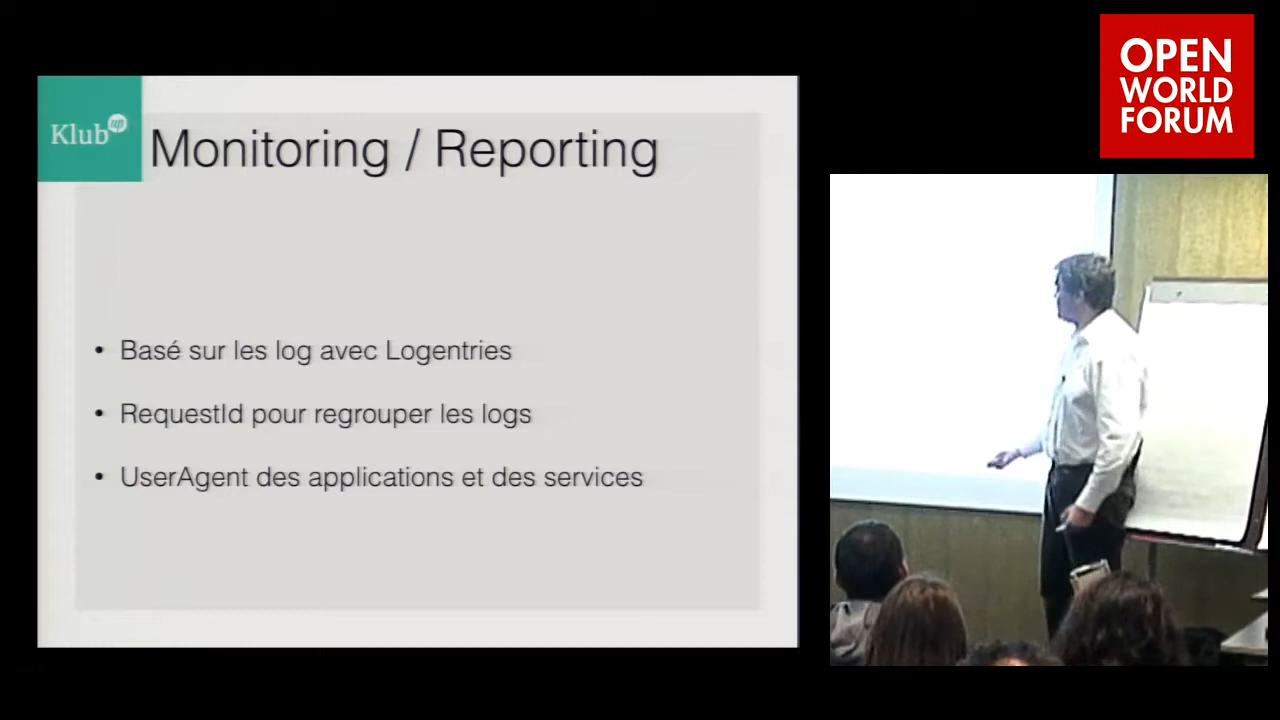 OPEN
WORLD
FORUM
Klub up
Monitoring / Reporting
• Basé sur les log avec Logentries
• RequestId pour regrouper les logs
• UserAgent des applications et des services